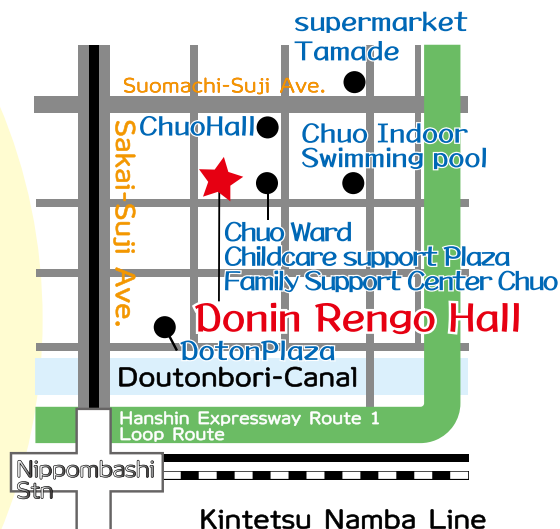 supermarket
Tamade
Suomachi-Suji Ave.
ChuoHall
Chuo Indoor
Swimming pool
Sakai-Suji Ave.
Chuo Ward
Childcare support Plaza
Family Support Center Chuo
Donin Rengo Hall
DotonPlaza
Doutonbori-Canal
Hanshin Expressway Route 1
Loop Route
Nippombashi
Stn
Kintetsu Namba Line